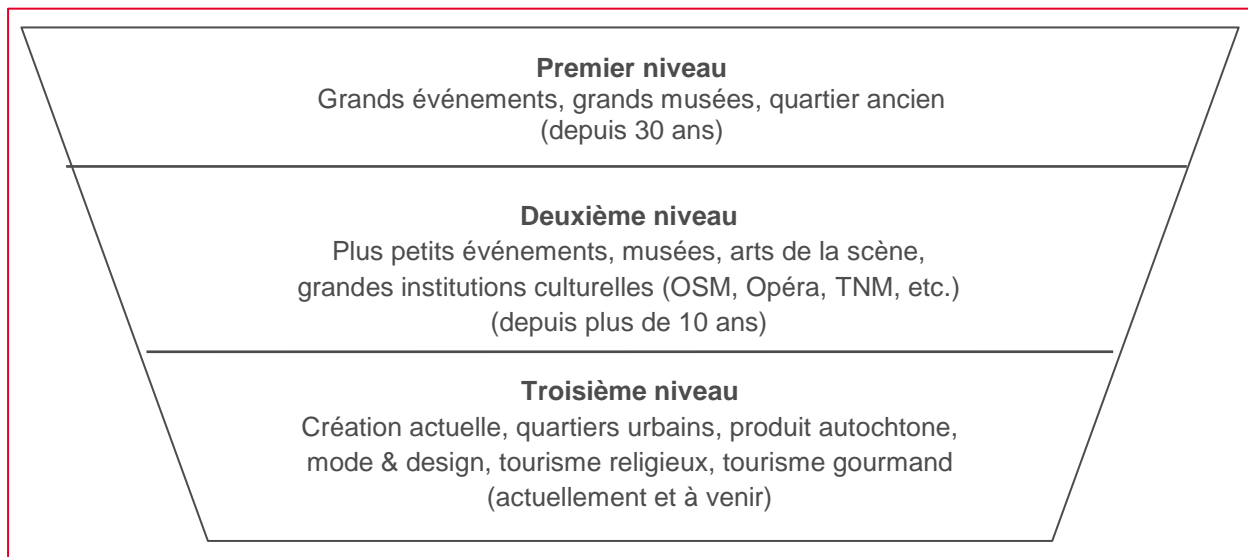 Premier niveau
Grands événements, grands musées, quartier ancien
(depuis 30 ans)
Deuxième niveau
Plus petits événements, musées, arts de la scène,
grandes institutions culturelles (OSM, Opéra, TNM, etc.)
(depuis plus de 10 ans)
Troisième niveau
Création actuelle, quartiers urbains, produit autochtone,
mode & design, tourisme religieux, tourisme gourmand
(actuellement et à venir)